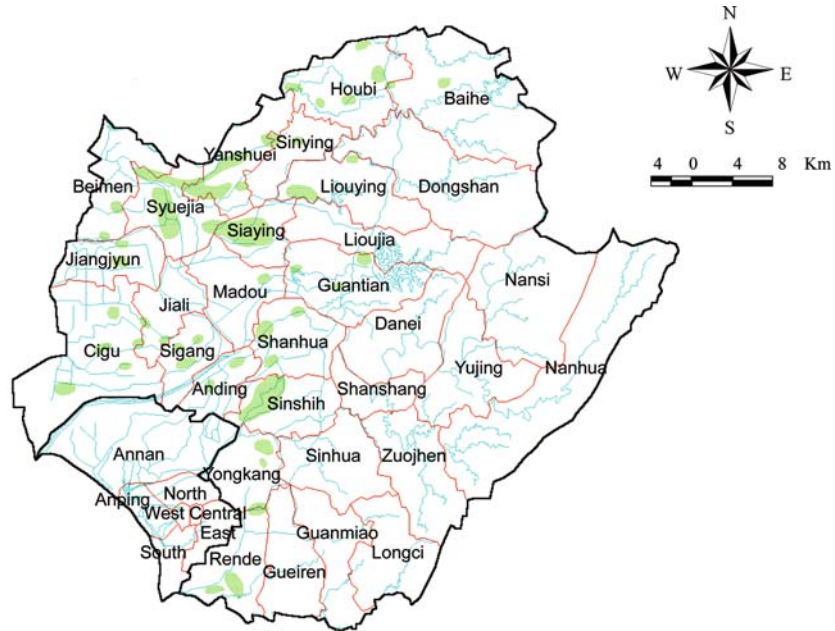 N
W E
S
4 0 4 8 Km
Houbi
Baihe
Sinying
Yanshuei
Beimen
Liouying
Dongshan
Syuejia
Siaying
Lioujia
Jiangjyun
Nansi
Guantian
Madou
Jiali
Danei
Shanhua
Cigu
Sigang
Yujing
Nanhua
Anding
Shanshang
Sinshih
Annan
Sinhua
Zuojhen
Yongkang
North
Anping
West Central
East
Guanmiao
South
Rende
Longci
Gueiren